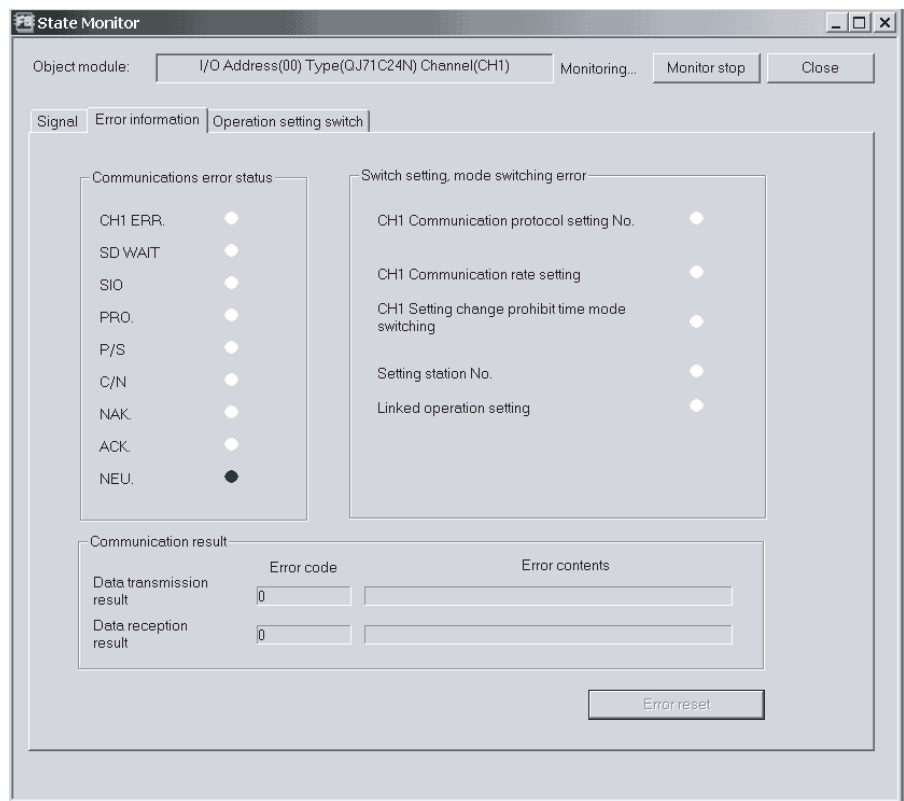 FB State Monitor
Object module: I/O Address(00) Type(QJ71C24N) Channel(CH1) Monitoring... Monitor stop Close
Signal Error information Operation setting switch
Communications error status
CH1 ERR.
SD WAIT
SIO
PRO.
P/S
C/N
NAK.
ACK.
NEU.
Switch setting, mode switching error
CH1 Communication protocol setting No.
CH1 Communication rate setting
CH1 Setting change prohibit time mode
switching
Setting station No.
Linked operation setting
Communication result
Error code Error contents
Data transmission
result
0
Data reception
result
0
Error reset